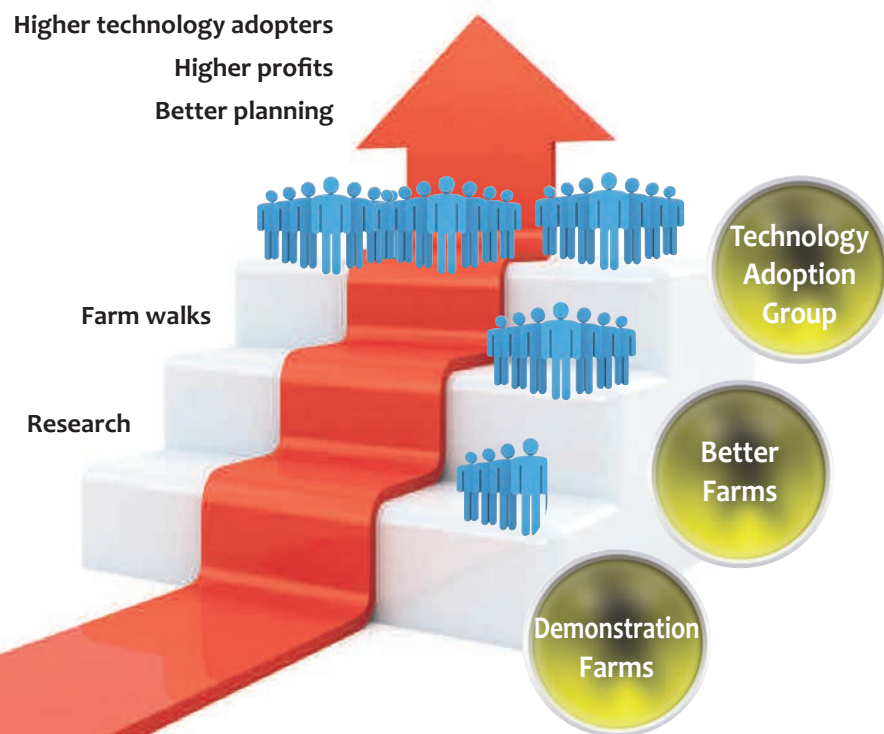 Higher technology adopters
Higher profits
Better planning
Technology
Adoption
Group
Farm walks
Research
Better
Farms
Demonstration
Farms